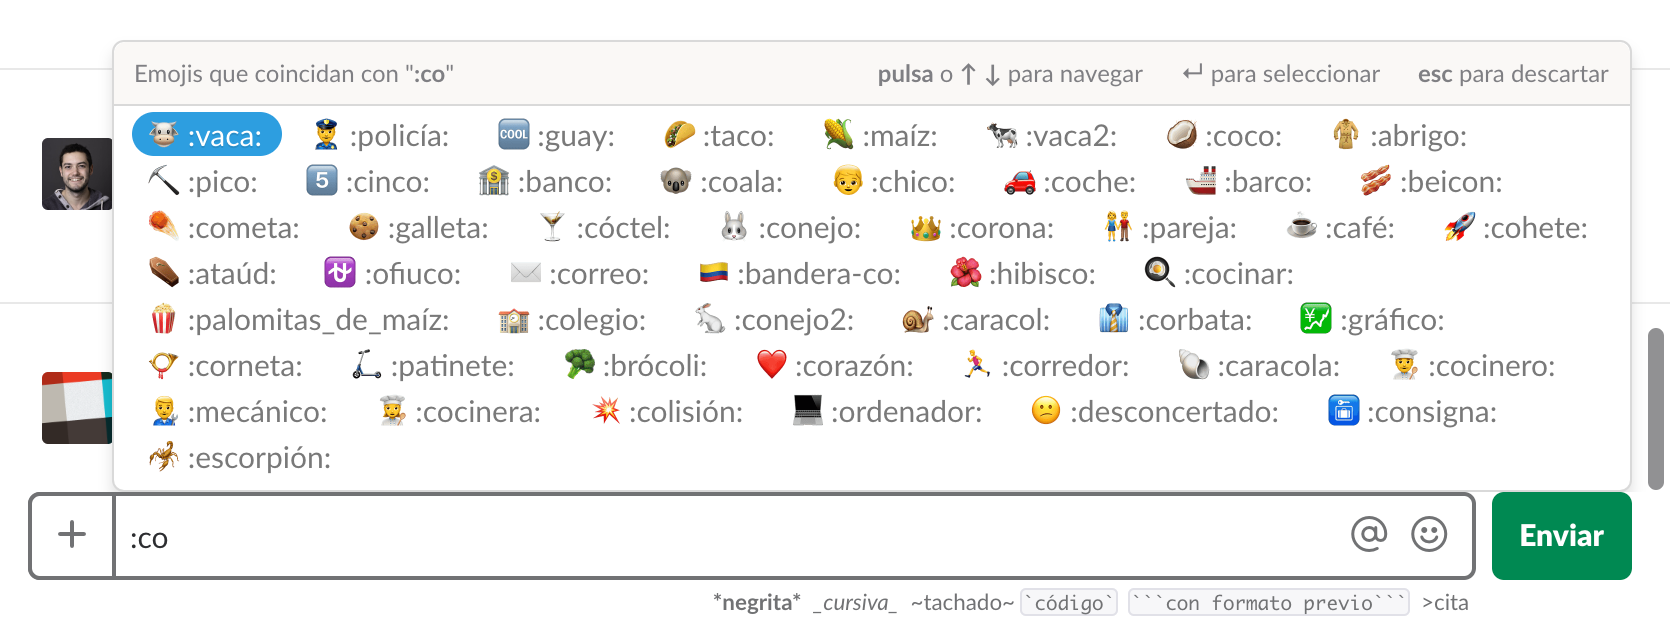 Emojis que coincidan con ":co" pulsa o ↑ ↓ para navegar ↵ para seleccionar esc para descartar
:vaca: :policía: COOL :guay: :taco: :maíz: :vaca2: :coco: :abrigo:
:pico: 5 :cinco: $ :banco: :coala: :chico: :coche: :barco: :beicon:
:cometa: :galleta: :cóctel: :conejo: :corona: :pareja: :café: :cohete:
:ataúd: :ofiuco: :correo: :bandera-co: :hibisco: :cocinar:
:palomitas_de_maíz: :colegio: :conejo2: :caracol: :corbata: ¥ :gráfico:
:corneta: :patinete: :brócoli: :corazón: :corredor: :caracola: :cocinero:
:mecánico: :cocinera: :colisión: :ordenador: :desconcertado: :consigna:
:escorpión:
+ :co @ Enviar
*negrita* _cursiva_ ~tachado~ `código` ```con formato previo``` >cita